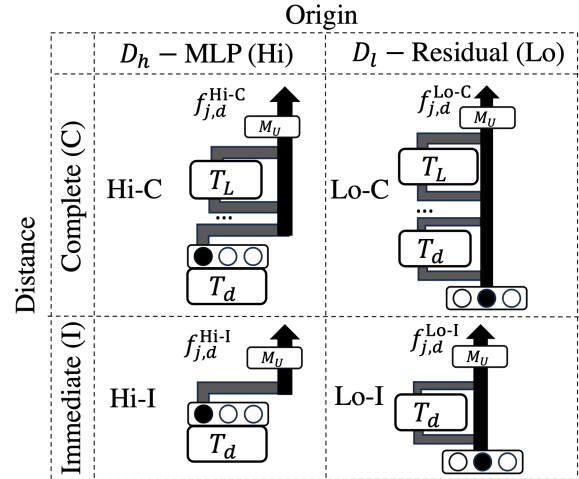 Origin
D_h − MLP (Hi)
D_l − Residual (Lo)
Distance
Complete (C)
f_{j,d}^{Hi-C}
M_U
T_L
Hi-C
...
T_d
f_{j,d}^{Lo-C}
M_U
T_L
Lo-C
...
T_d
Immediate (I)
f_{j,d}^{Hi-I}
M_U
Hi-I
T_d
f_{j,d}^{Lo-I}
M_U
Lo-I
T_d